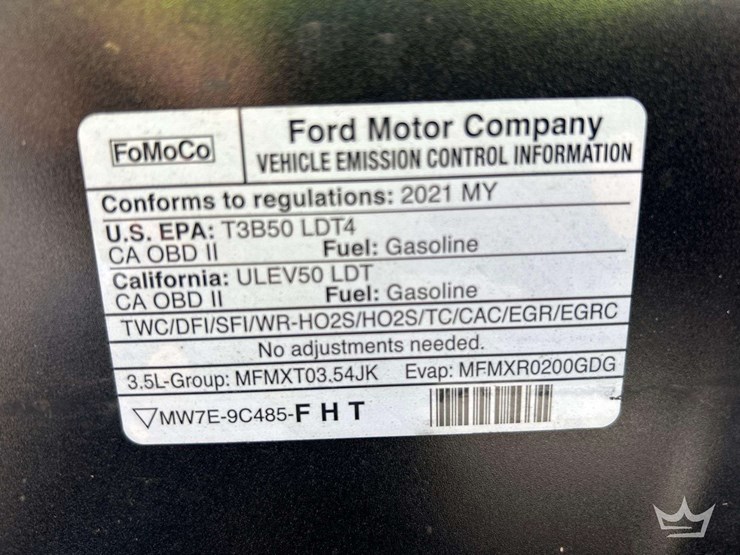 FoMoCo
Ford Motor Company
VEHICLE EMISSION CONTROL INFORMATION
Conforms to regulations: 2021 MY
U.S. EPA: T3B50 LDT4
CA OBD II Fuel: Gasoline
California: ULEV50 LDT
CA OBD II Fuel: Gasoline
TWC/DFI/SFI/WR-HO2S/HO2S/TC/CAC/EGR/EGRC
No adjustments needed.
3.5L-Group: MFMXT03.54JK Evap: MFMXR0200GDG
MW7E-9C485-F H T